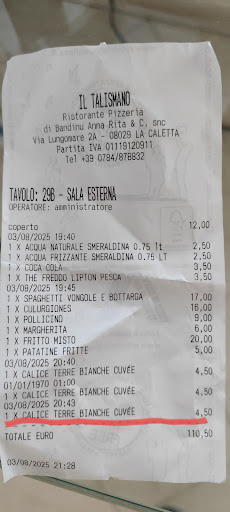 IL TALISMANO
Ristorante Pizzeria
di Bandinu Anna Rita & C. snc
Via Lungomare 2A - 08029 LA CALETTA
Partita IVA 01119120911
Tel +39 0784/878832
TAVOLO: 29B - SALA ESTERNA
OPERATORE: amministratore
coperto 12,00
03/08/2025 19:40
1 X ACQUA NATURALE SMERALDINA 0.75 lt 2,50
1 X ACQUA FRIZZANTE SMERALDINA 0.75 LT 2,50
1 X COCA COLA 3,50
1 X THE FREDDO LIPTON PESCA 3,50
03/08/2025 19:45
1 X SPAGHETTI VONGOLE E BOTTARGA 17,00
1 X CULURGIONES 16,00
1 X POLLICINO 9,00
1 X MARGHERITA 6,00
1 X FRITTO MISTO 20,00
1 X PATATINE FRITTE 5,00
03/08/2025 20:40
1 X CALICE TERRE BIANCHE CUVÉE 4,50
01/01/1970 01:00
1 X CALICE TERRE BIANCHE CUVÉE 4,50
03/08/2025 20:43
1 X CALICE TERRE BIANCHE CUVÉE 4,50
TOTALE EURO 110,50
03/08/2025 21:28